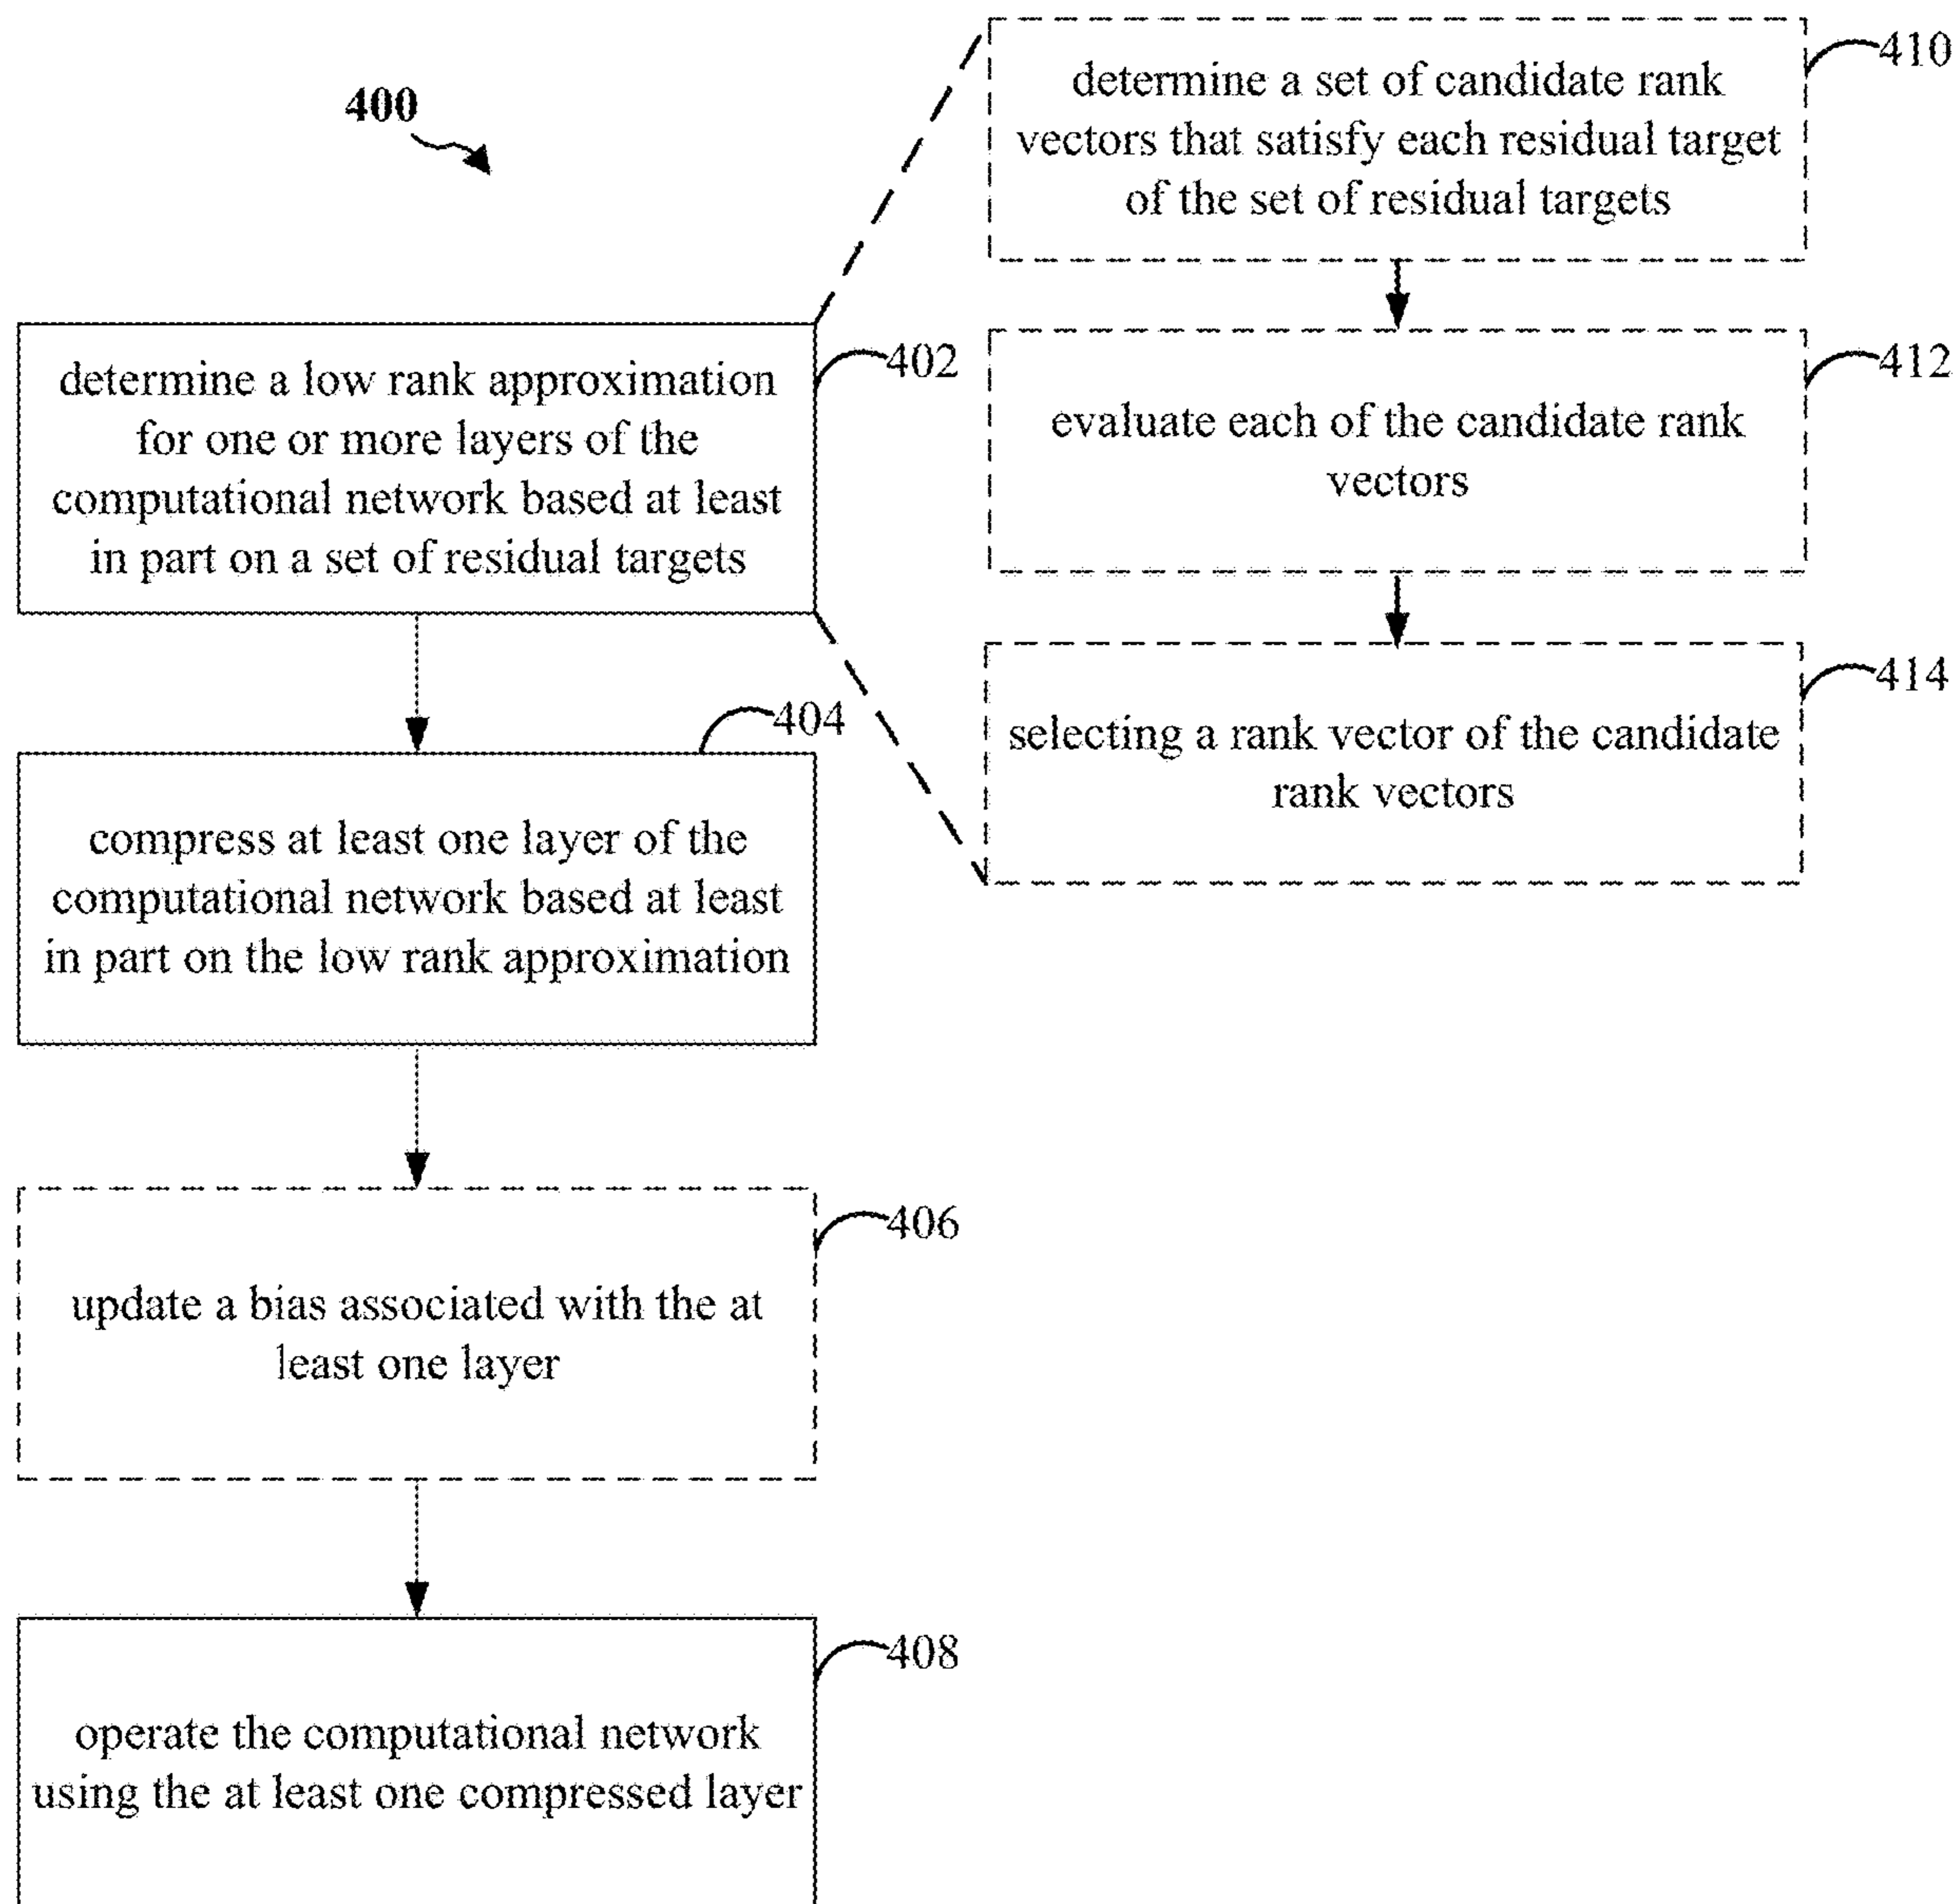 400
determine a low rank approximation
for one or more layers of the
computational network based at least
in part on a set of residual targets
402
compress at least one layer of the
computational network based at least
in part on the low rank approximation
404
update a bias associated with the at
least one layer
406
operate the computational network
using the at least one compressed layer
408
determine a set of candidate rank
vectors that satisfy each residual target
of the set of residual targets
410
evaluate each of the candidate rank
vectors
412
selecting a rank vector of the candidate
rank vectors
414